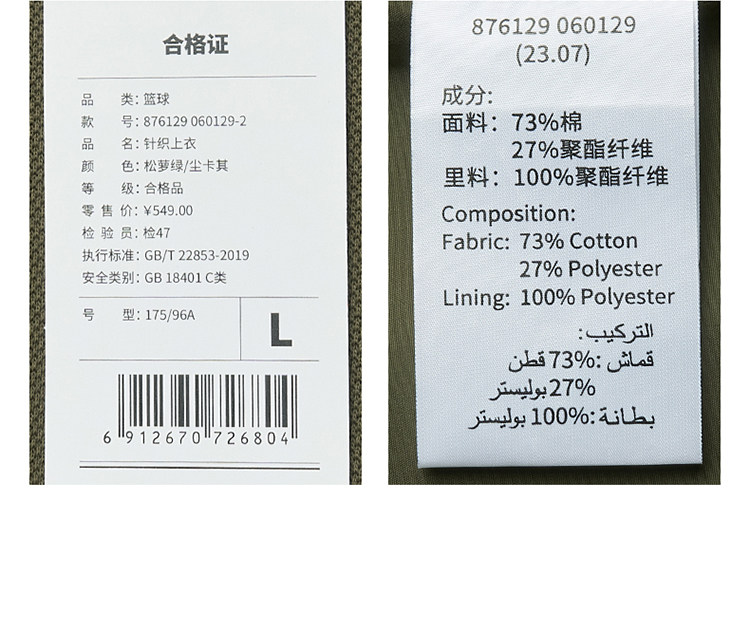 合格证
品 类: 篮球
款 号: 876129 060129-2
品 名: 针织上衣
颜 色: 松萝绿/尘卡其
等 级: 合格品
零 售 价: ¥549.00
检 验 员: 检47
执行标准: GB/T 22853-2019
安全类别: GB 18401 C类
号 型: 175/96A
L
6 912670 726804
876129 060129
(23.07)
成分:
面料: 73%棉
27%聚酯纤维
里料: 100%聚酯纤维
Composition:
Fabric: 73% Cotton
27% Polyester
Lining: 100% Polyester
التركيب:
قماش :%73 قطن
%27 بوليستر
بطانة:%100 بوليستر